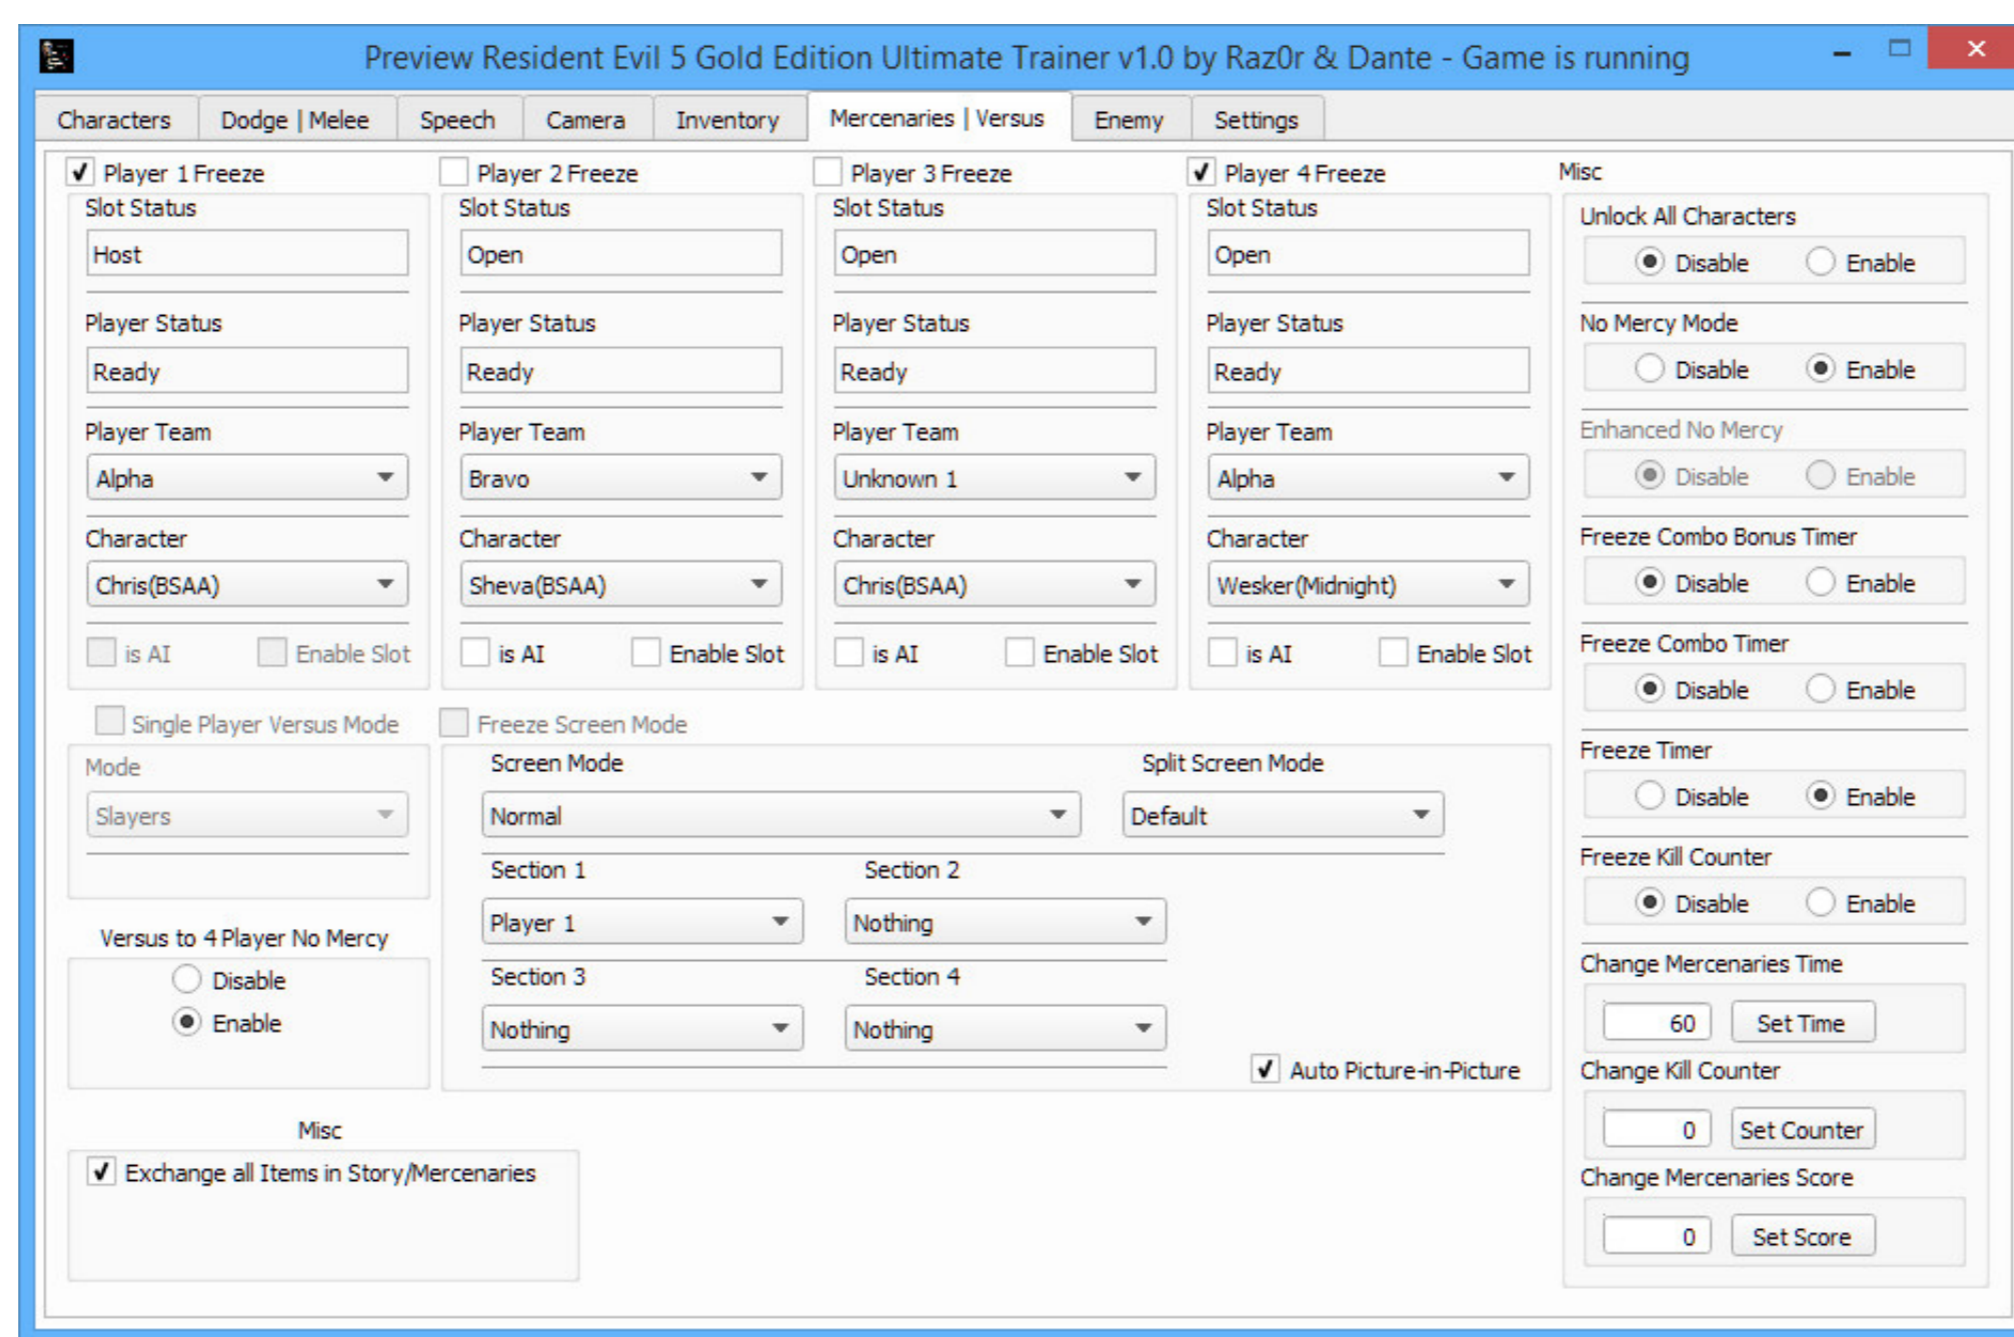 Preview Resident Evil 5 Gold Edition Ultimate Trainer v1.0 by Raz0r & Dante - Game is running
Characters Dodge | Melee Speech Camera Inventory Mercenaries | Versus Enemy Settings
Player 1 Freeze Player 2 Freeze Player 3 Freeze Player 4 Freeze Misc
Slot Status Slot Status Slot Status Slot Status Unlock All Characters
Host Open Open Open Disable Enable
Player Status Player Status Player Status Player Status No Mercy Mode
Ready Ready Ready Ready Disable Enable
Player Team Player Team Player Team Player Team Enhanced No Mercy
Alpha Bravo Unknown 1 Alpha Disable Enable
Character Character Character Character Freeze Combo Bonus Timer
Chris(BSAA) Sheva(BSAA) Chris(BSAA) Wesker(Midnight) Disable Enable
is AI Enable Slot is AI Enable Slot is AI Enable Slot is AI Enable Slot Freeze Combo Timer
Disable Enable
Single Player Versus Mode Freeze Screen Mode
Mode Screen Mode Split Screen Mode Freeze Timer
Slayers Normal Default Disable Enable
Section 1 Section 2 Freeze Kill Counter
Player 1 Nothing Disable Enable
Versus to 4 Player No Mercy
Disable Section 3 Section 4 Change Mercenaries Time
Enable Nothing Nothing 60 Set Time
Auto Picture-in-Picture Change Kill Counter
Misc 0 Set Counter
Exchange all Items in Story/Mercenaries Change Mercenaries Score
0 Set Score